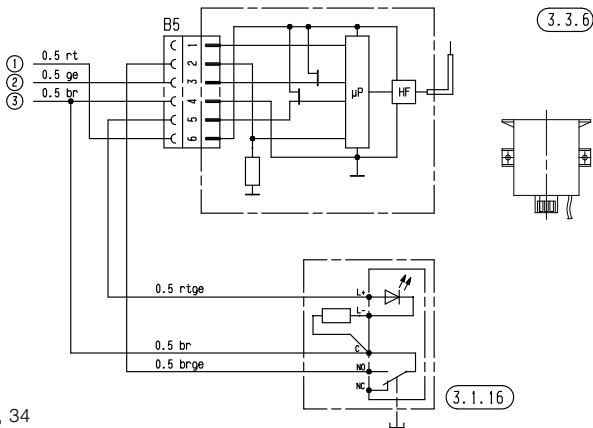 B5
3.3.6
1 0.5 rt
2 0.5 ge
3 0.5 br
1
2
3
4
5
6
µP
HF
0.5 rtge
L+
L-
0.5 br
C
0.5 brge
NO
NC
3.1.16
, 34